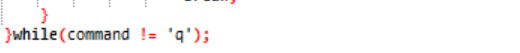 }
}while(command != 'q');